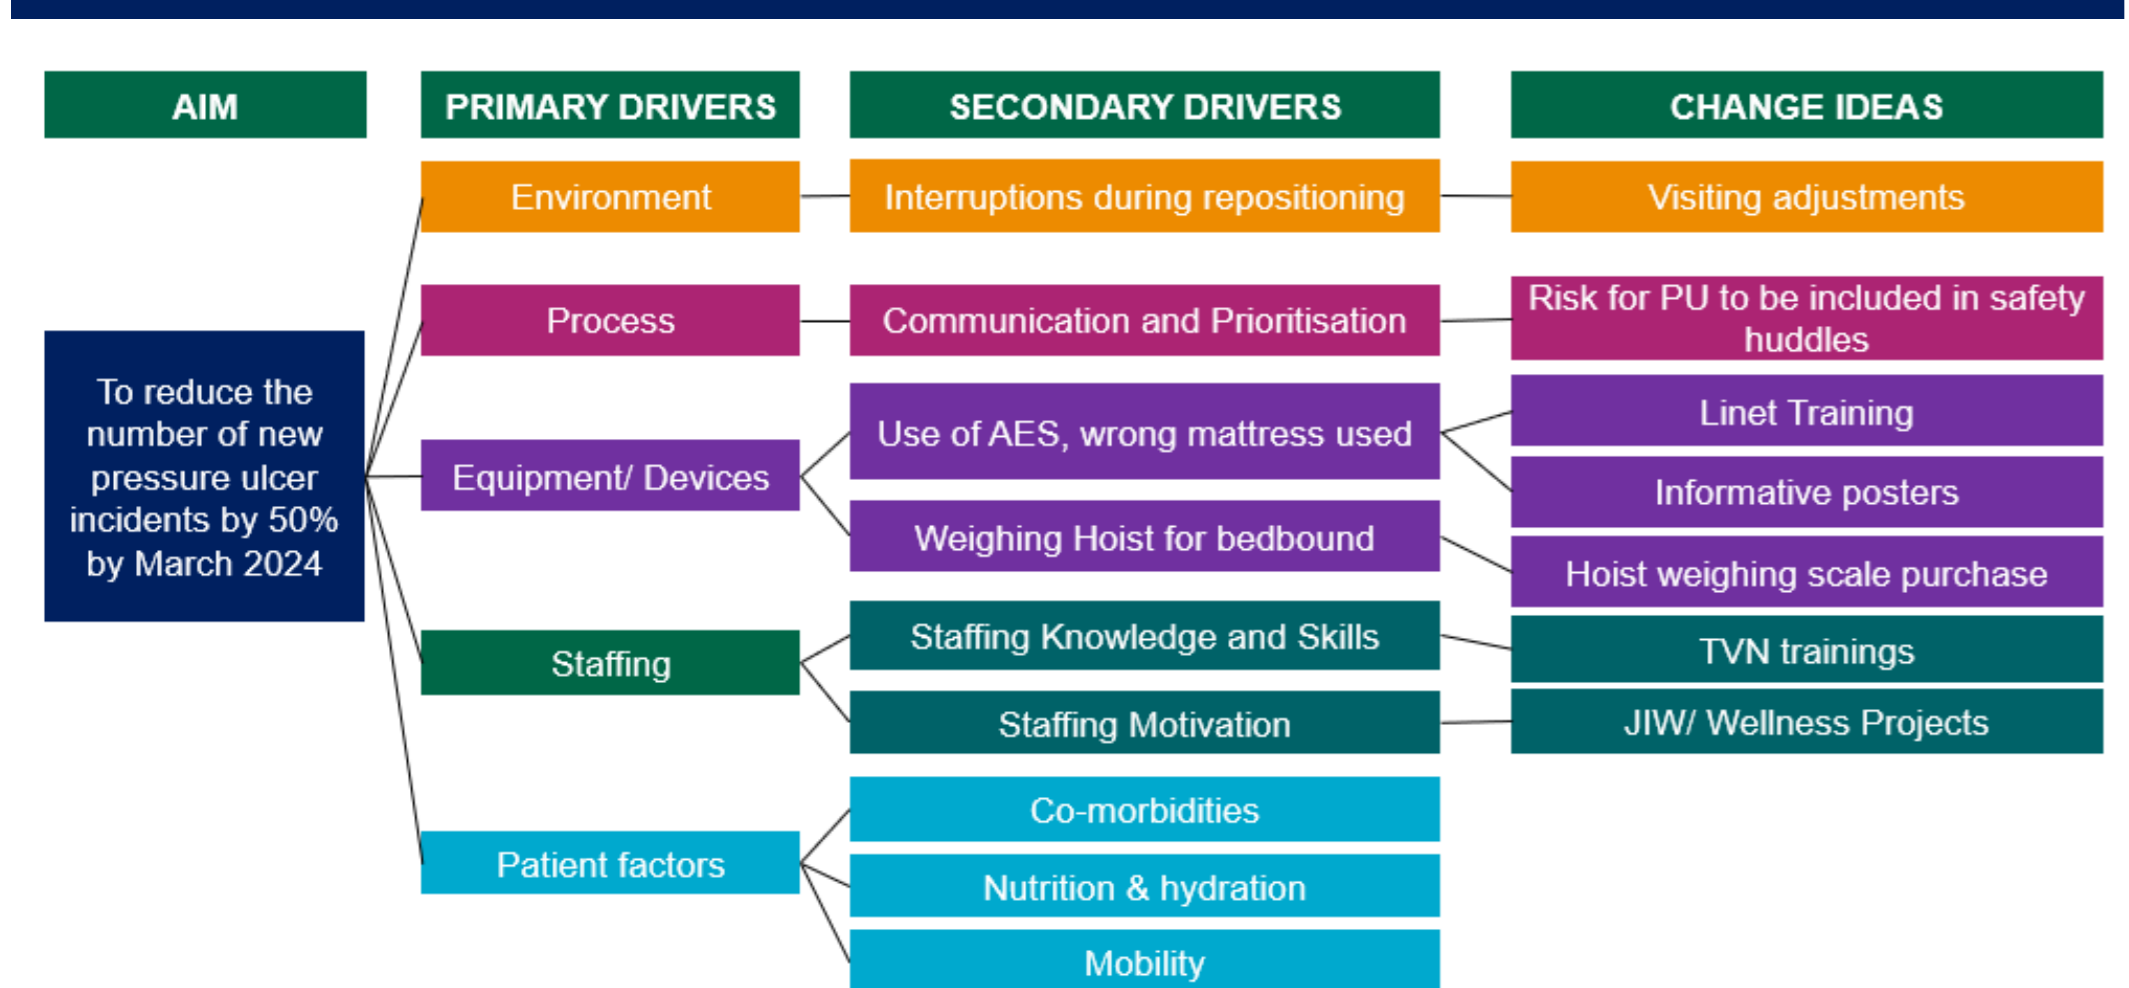 AIM
PRIMARY DRIVERS
SECONDARY DRIVERS
CHANGE IDEAS
To reduce the
number of new
pressure ulcer
incidents by 50%
by March 2024
Environment
Interruptions during repositioning
Visiting adjustments
Process
Communication and Prioritisation
Risk for PU to be included in safety
huddles
Equipment/ Devices
Use of AES, wrong mattress used
Linet Training
Informative posters
Weighing Hoist for bedbound
Hoist weighing scale purchase
Staffing
Staffing Knowledge and Skills
TVN trainings
Staffing Motivation
JIW/ Wellness Projects
Patient factors
Co-morbidities
Nutrition & hydration
Mobility